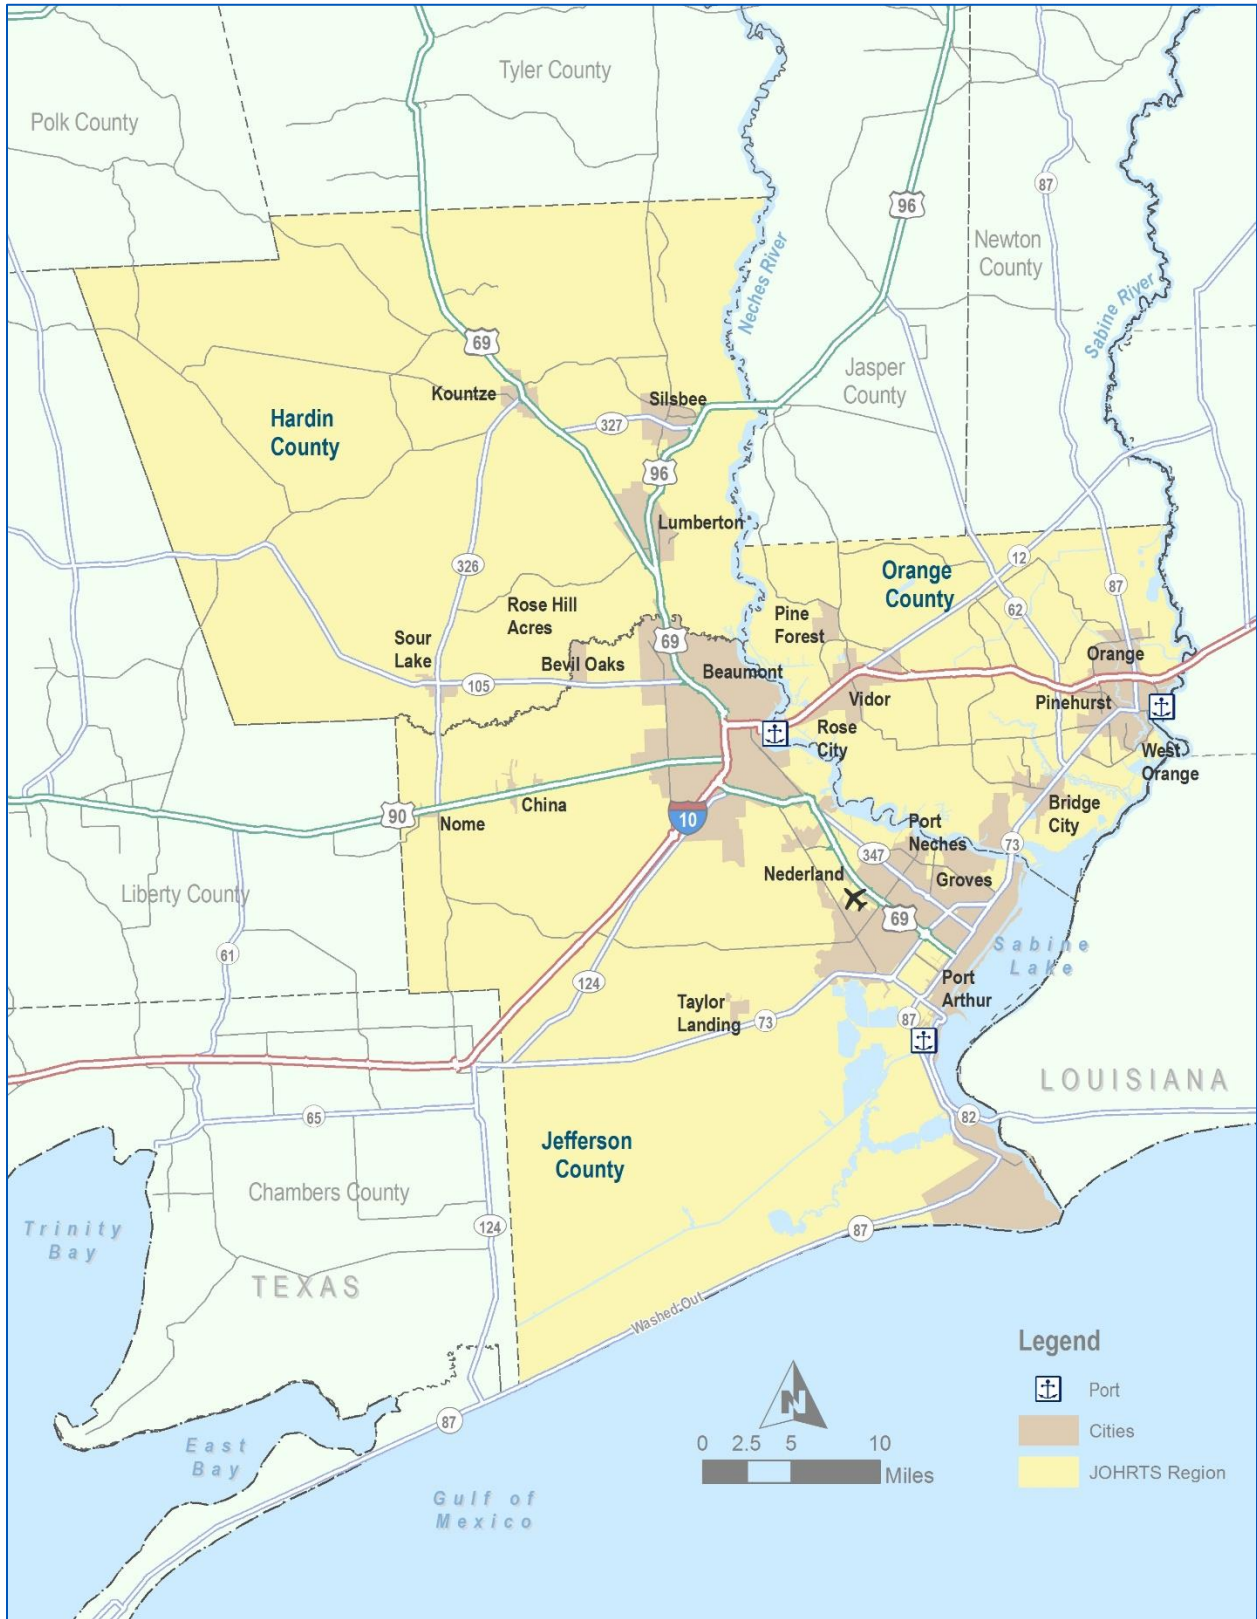 Tyler County
Polk County
87
96
Newton
County
Neches River
Sabine River
69
Jasper
County
Kountze
Silsbee
Hardin
County
327
96
Lumberton
12
326
Orange
County
87
62
Rose Hill
Acres
Pine
Forest
Sour
Lake
69
Bevil Oaks
Beaumont
Orange
105
Vidor
Pinehurst
Rose
City
West
Orange
China
Bridge
City
90
Nome
10
Port
Neches
73
347
Nederland
Groves
Liberty County
69
Sabine
Lake
61
124
Port
Arthur
Taylor
Landing
73
87
LOUISIANA
65
82
Jefferson
County
Chambers County
Trinity
Bay
124
87
TEXAS
Washed Out
Legend
Port
87
N
Cities
East
Bay
0 2.5 5 10
Miles
JOHRTS Region
Gulf of
Mexico